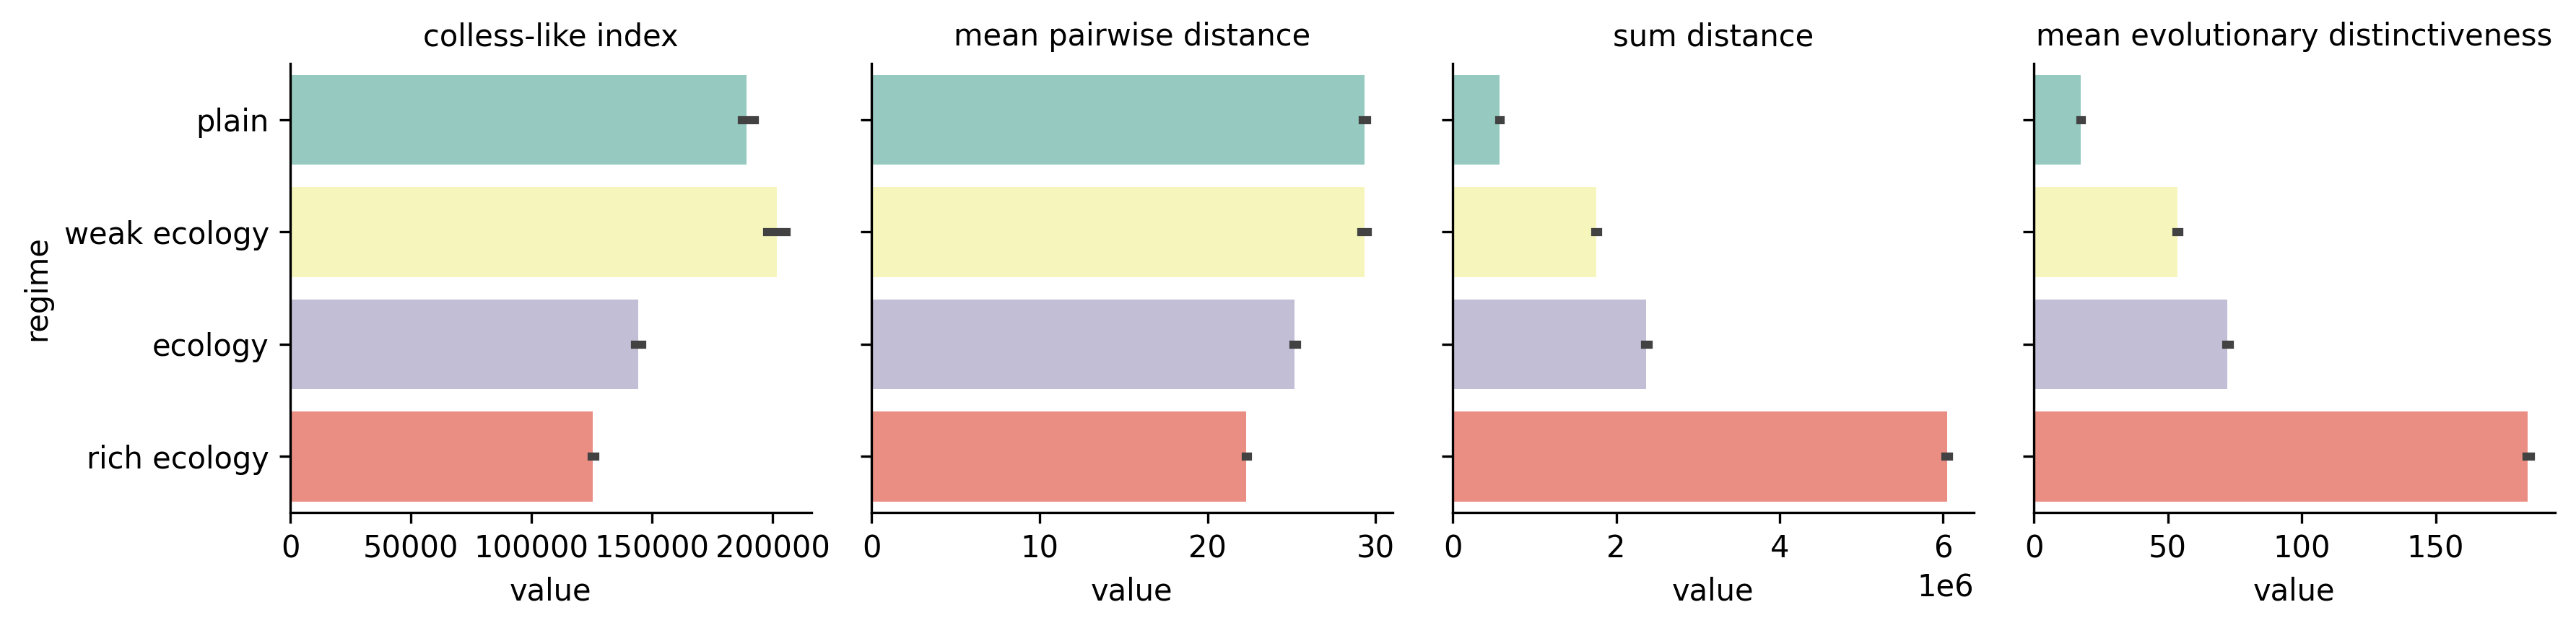 colless-like index
mean pairwise distance
sum distance
mean evolutionary distinctiveness
regime
plain
weak ecology
ecology
rich ecology
0 50000 100000 150000 200000
0 10 20 30
0 2 4 6
0 50 100 150
1e6
value
value
value
value